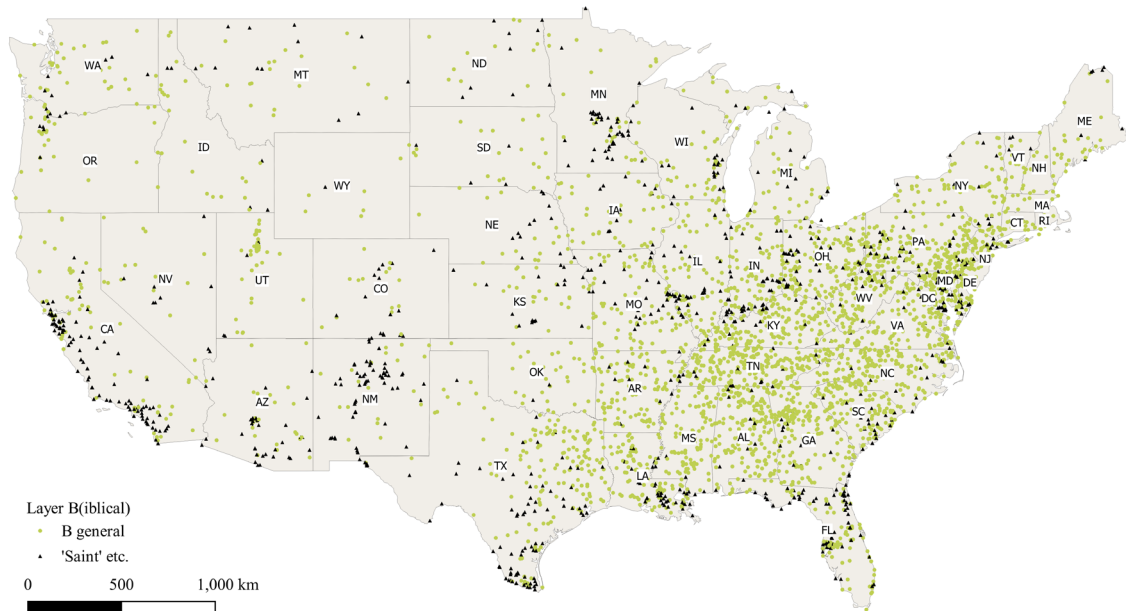 WA
MT
ND
MN
ME
OR
ID
SD
WI
VT
NH
WY
MI
NY
MA
CT
RI
NE
IA
PA
NV
UT
CO
IL
IN
OH
NJ
KS
MO
WV
MD
DE
DC
CA
KY
VA
AZ
NM
OK
AR
TN
NC
SC
MS
AL
GA
TX
LA
FL
Layer B(iblical)
B general
'Saint' etc.
0 500 1,000 km